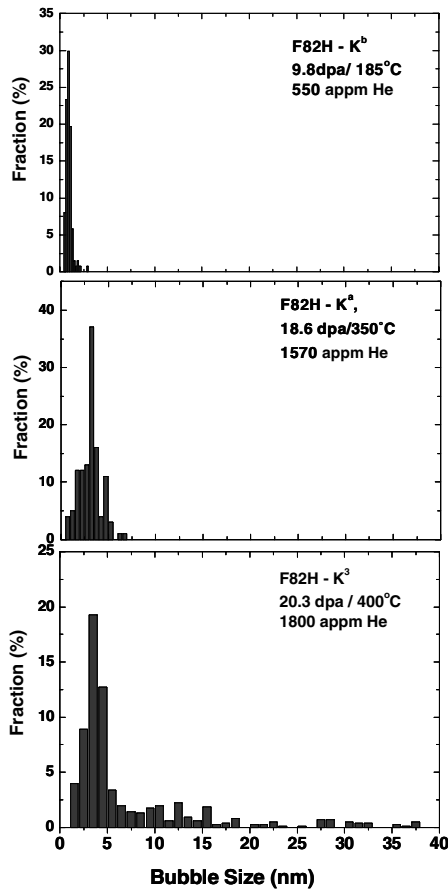 35
30
25
20
15
10
5
0
Fraction (%)
F82H - Kᵇ
9.8dpa/ 185°C
550 appm He
40
30
20
10
0
Fraction (%)
F82H - Kᵃ,
18.6 dpa/350°C
1570 appm He
25
20
15
10
5
0
Fraction (%)
F82H - K³
20.3 dpa / 400°C
1800 appm He
0 5 10 15 20 25 30 35 40
Bubble Size (nm)